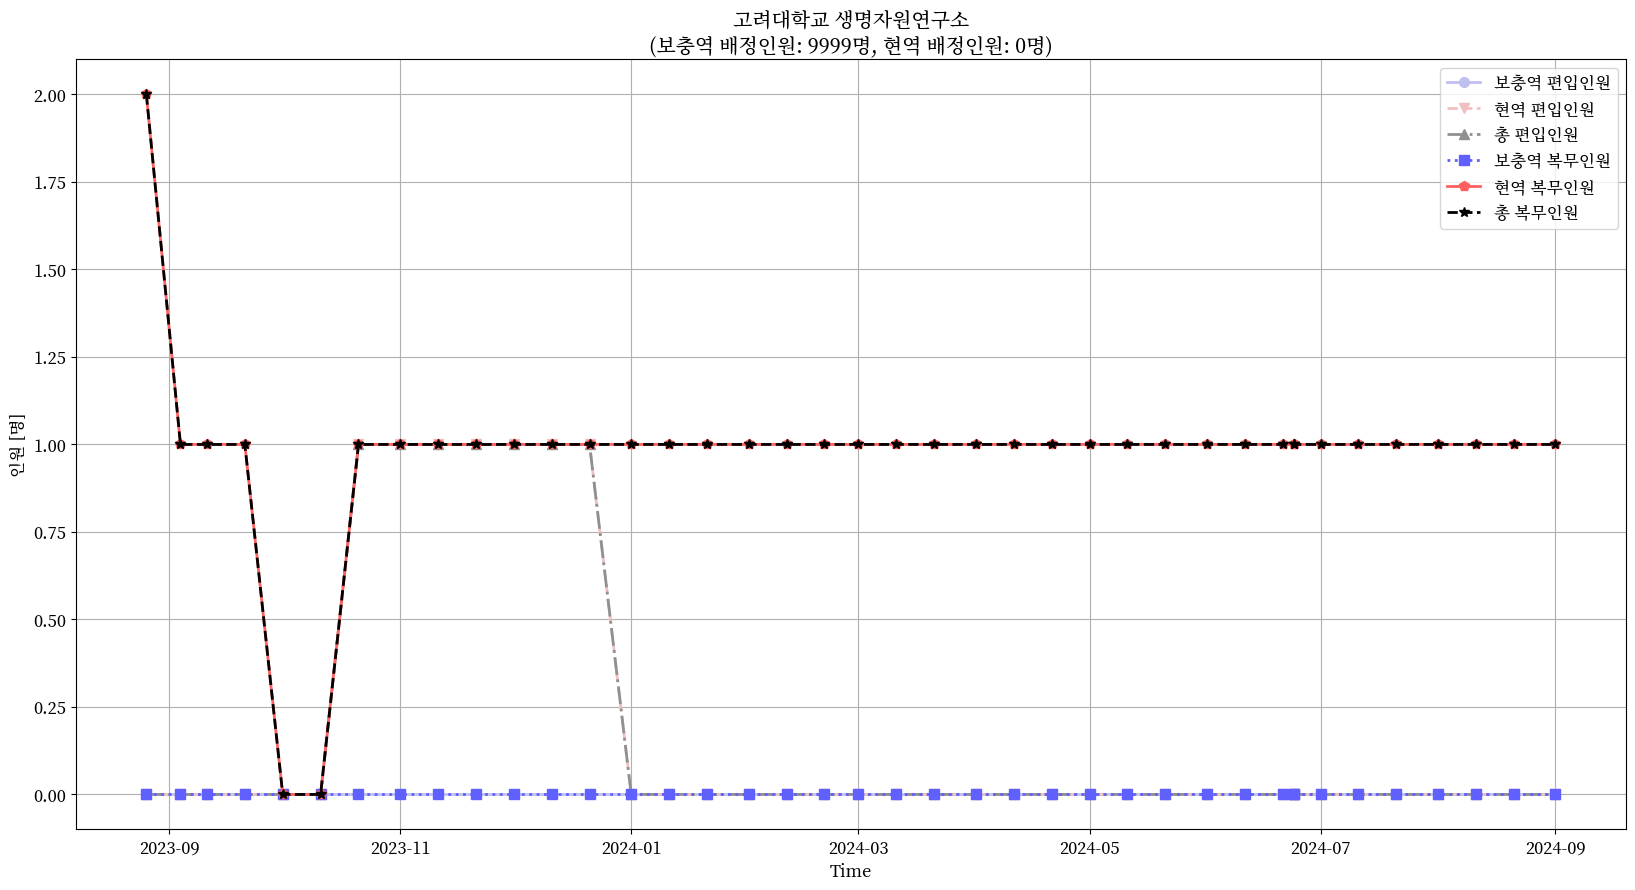 고려대학교 생명자원연구소
(보충역 배정인원: 9999명, 현역 배정인원: 0명)
보충역 편입인원
현역 편입인원
총 편입인원
보충역 복무인원
현역 복무인원
총 복무인원
2.00
1.75
1.50
1.25
1.00
0.75
0.50
0.25
0.00
인원 [명]
2023-09
2023-11
2024-01
2024-03
2024-05
2024-07
2024-09
Time